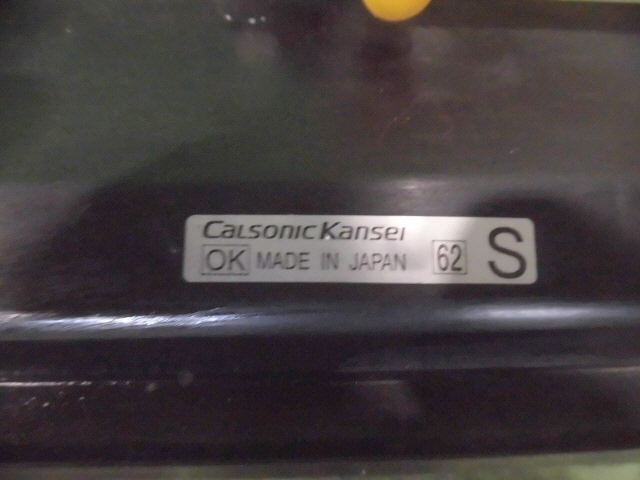 CalsonicKansei
OK MADE IN JAPAN 62 S